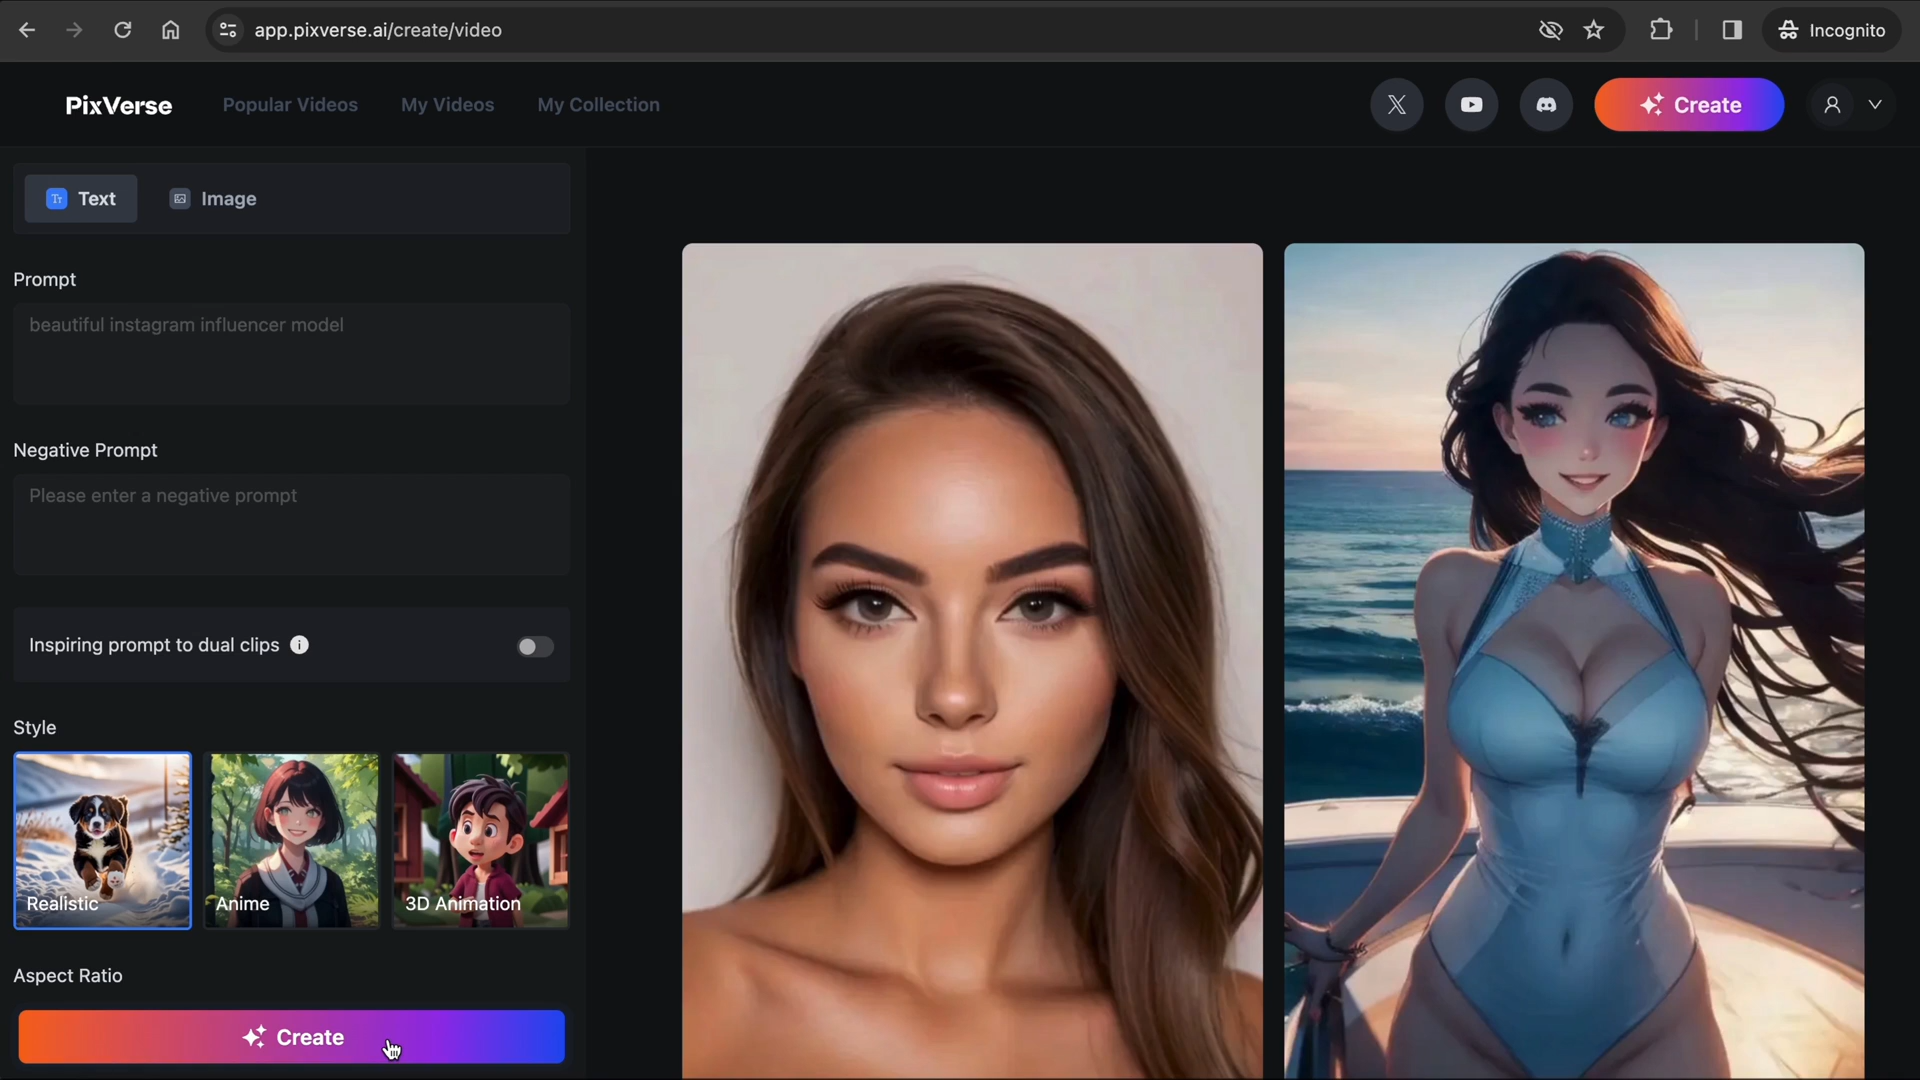 app.pixverse.ai/create/video
Incognito
PixVerse
Popular Videos
My Videos
My Collection
Create
Text
Image
Prompt
beautiful instagram influencer model
Negative Prompt
Please enter a negative prompt
Inspiring prompt to dual clips
Style
Realistic
Anime
3D Animation
Aspect Ratio
Create